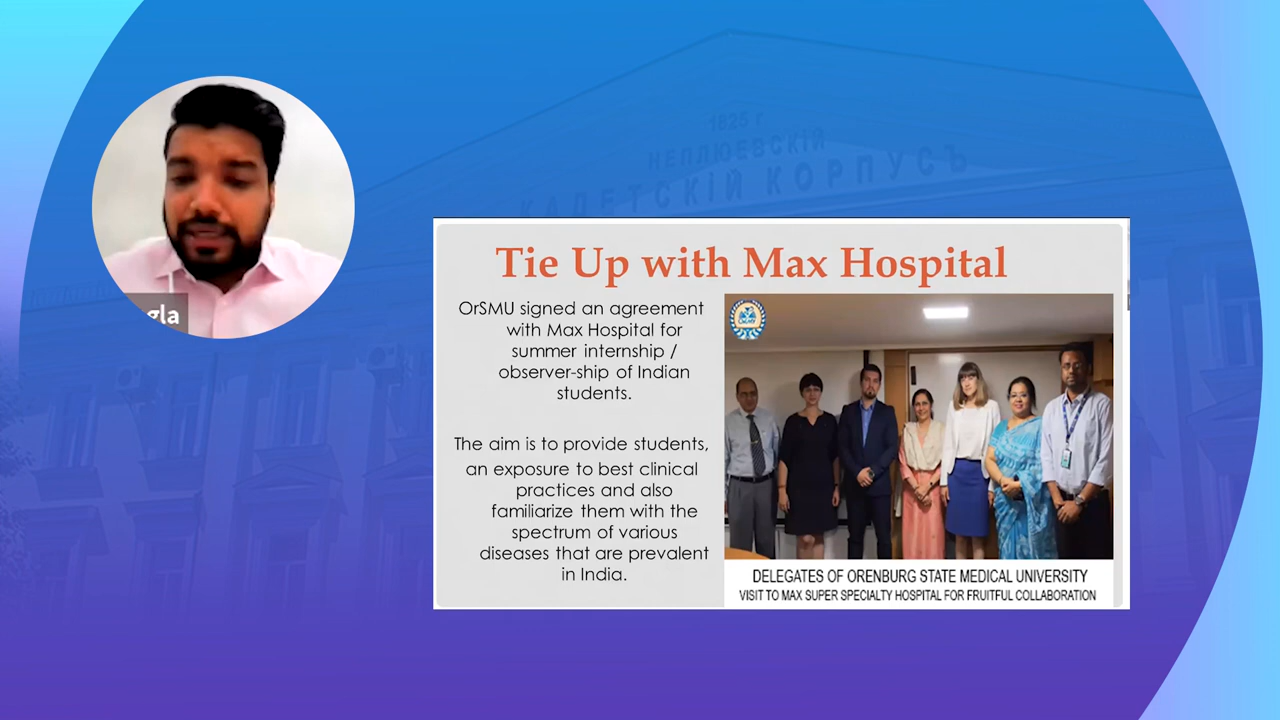 1825 г
НЕПЛЮЕВСКІЙ
КАДЕТСКІЙ КОРПУСЪ
gla
Tie Up with Max Hospital
OrSMU signed an agreement
with Max Hospital for
summer internship /
observer-ship of Indian
students.
The aim is to provide students,
an exposure to best clinical
practices and also
familiarize them with the
spectrum of various
diseases that are prevalent
in India.
DELEGATES OF ORENBURG STATE MEDICAL UNIVERSITY
VISIT TO MAX SUPER SPECIALTY HOSPITAL FOR FRUITFUL COLLABORATION